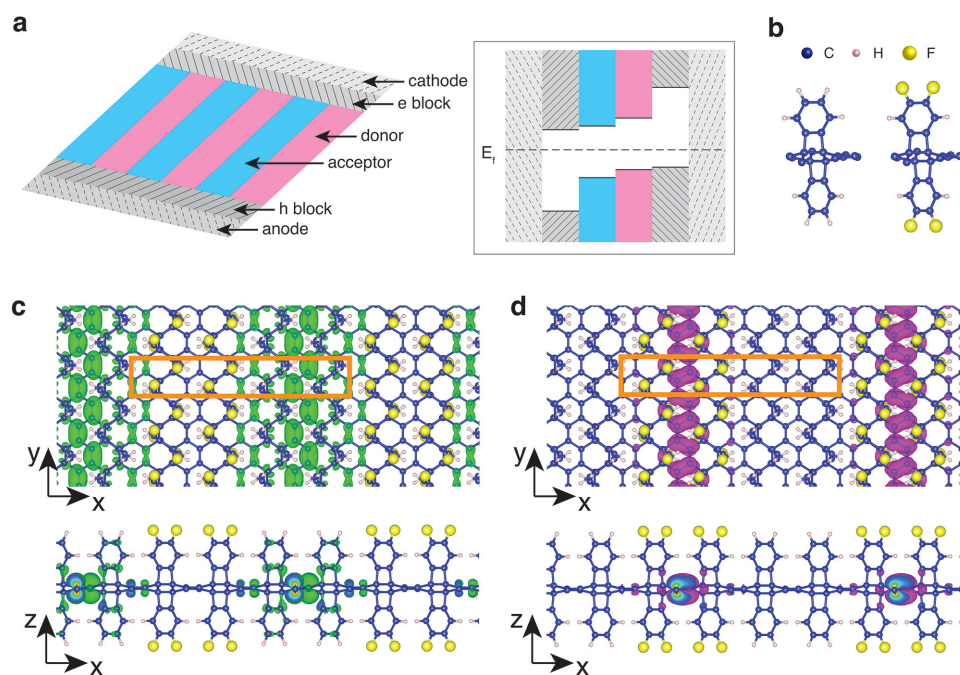 a
cathode
e block
donor
acceptor
h block
anode
E_f
b
C H F
c
y
x
z
x
d
y
x
z
x